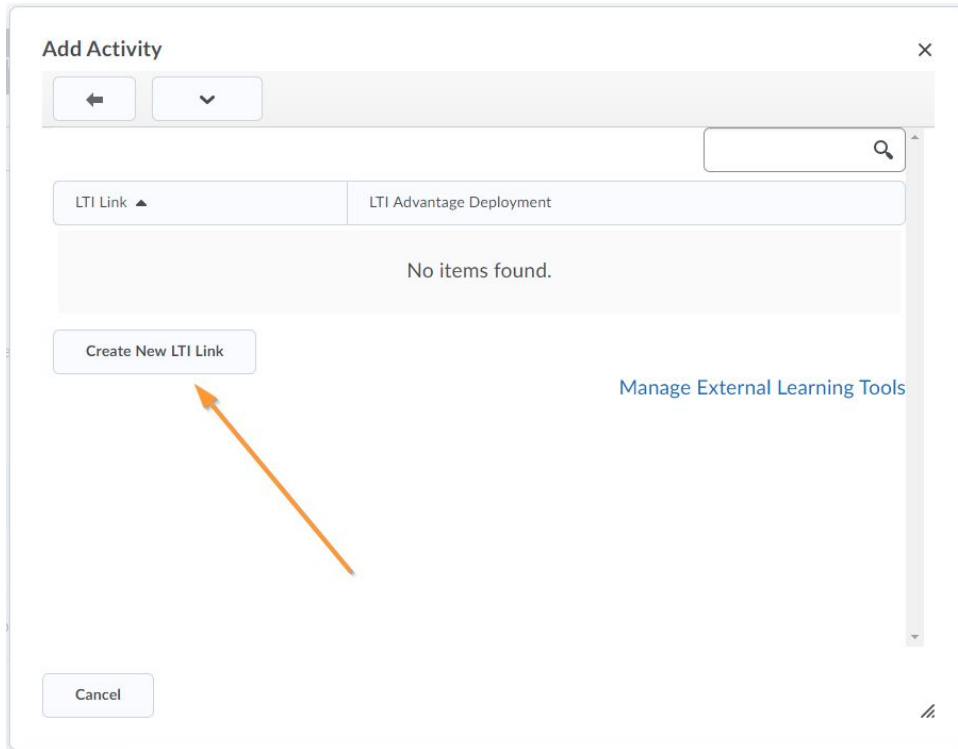 Add Activity
LTI Link
LTI Advantage Deployment
No items found.
Create New LTI Link
Manage External Learning Tools
Cancel